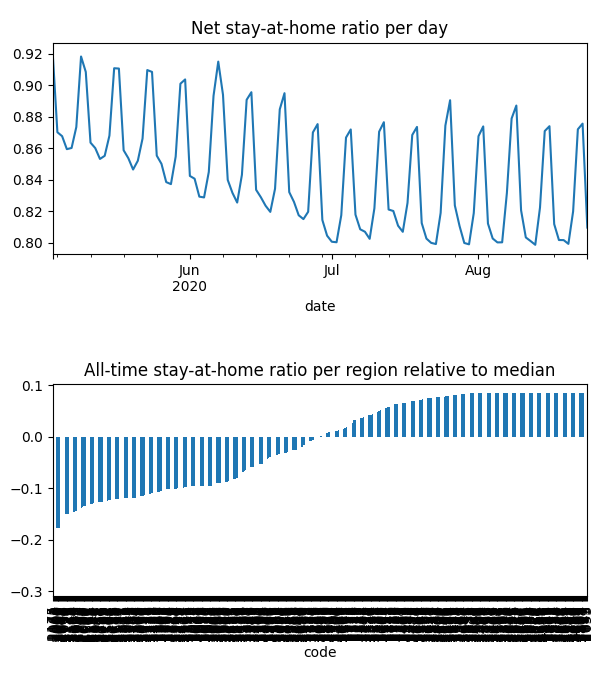 Net stay-at-home ratio per day
0.92
0.90
0.88
0.86
0.84
0.82
0.80
Jun
2020
Jul
Aug
date
All-time stay-at-home ratio per region relative to median
0.1
0.0
−0.1
−0.2
−0.3
code